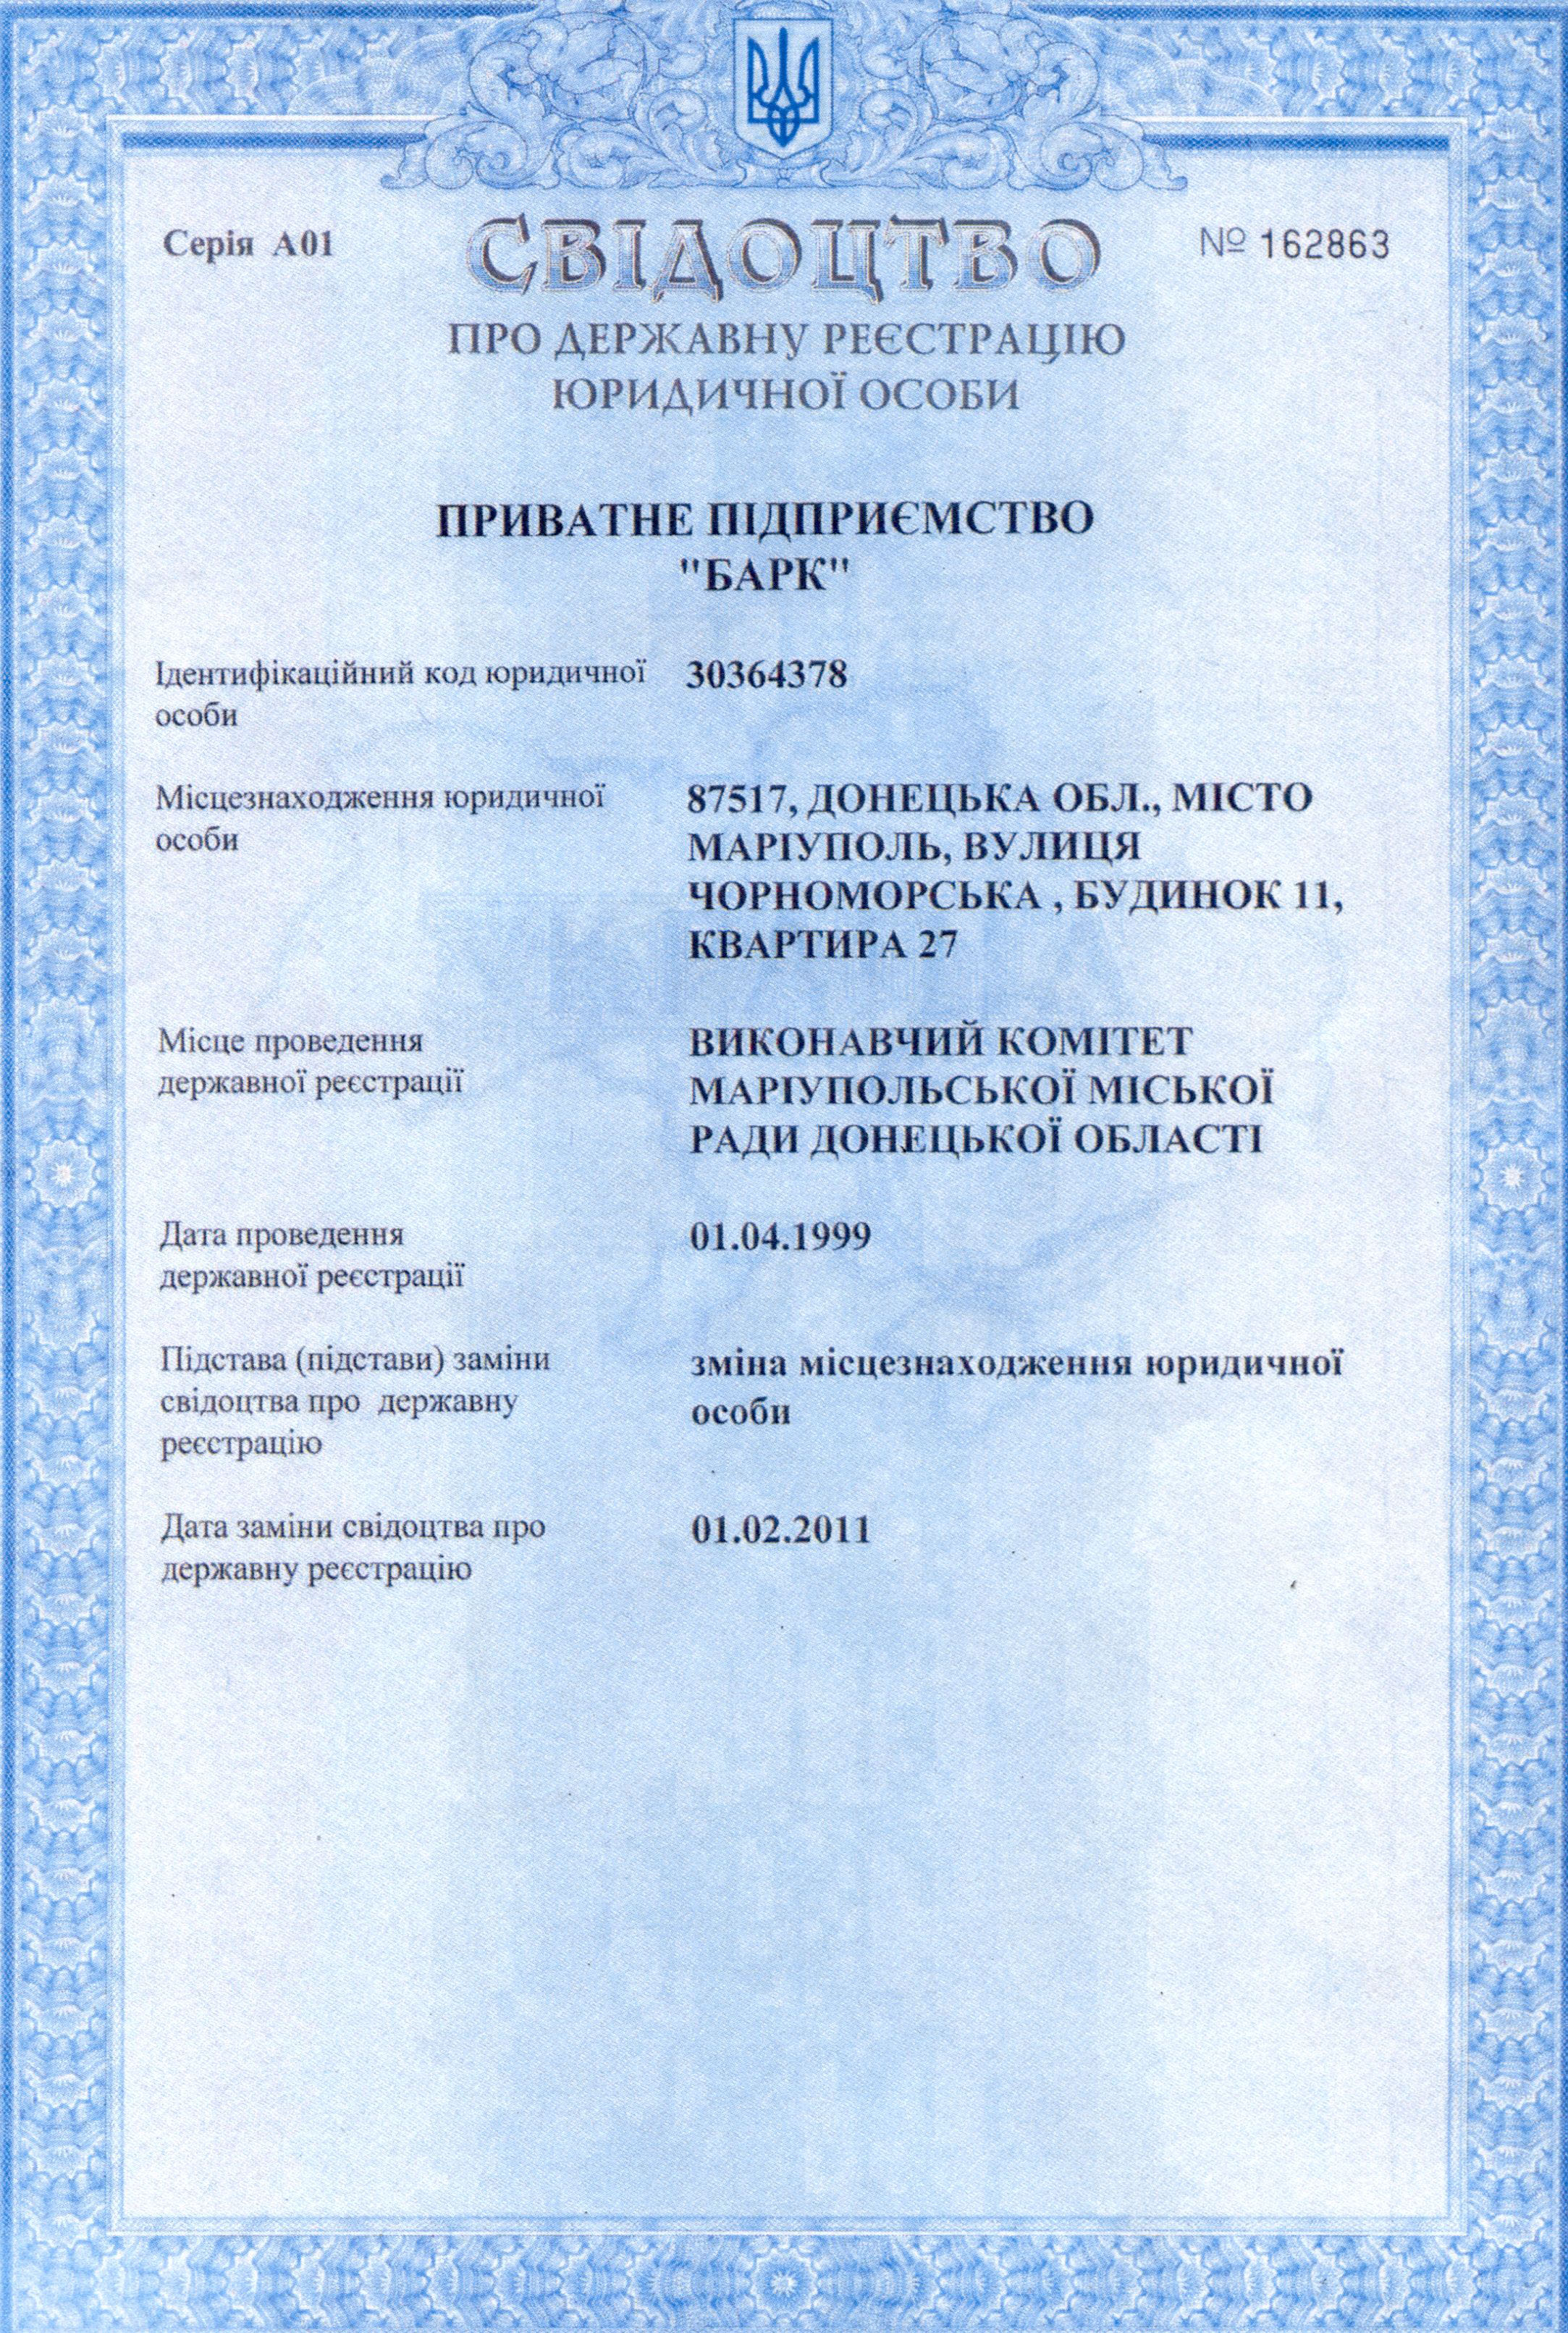 Серія А01
СВІДОЦТВО
№ 162863
ПРО ДЕРЖАВНУ РЕЄСТРАЦІЮ
ЮРИДИЧНОЇ ОСОБИ
ПРИВАТНЕ ПІДПРИЄМСТВО
"БАРК"
Ідентифікаційний код юридичної
особи
30364378
Місцезнаходження юридичної
особи
87517, ДОНЕЦЬКА ОБЛ., МІСТО
МАРІУПОЛЬ, ВУЛИЦЯ
ЧОРНОМОРСЬКА , БУДИНОК 11,
КВАРТИРА 27
Місце проведення
державної реєстрації
ВИКОНАВЧИЙ КОМІТЕТ
МАРІУПОЛЬСЬКОЇ МІСЬКОЇ
РАДИ ДОНЕЦЬКОЇ ОБЛАСТІ
Дата проведення
державної реєстрації
01.04.1999
Підстава (підстави) заміни
свідоцтва про державну
реєстрацію
зміна місцезнаходження юридичної
особи
Дата заміни свідоцтва про
державну реєстрацію
01.02.2011